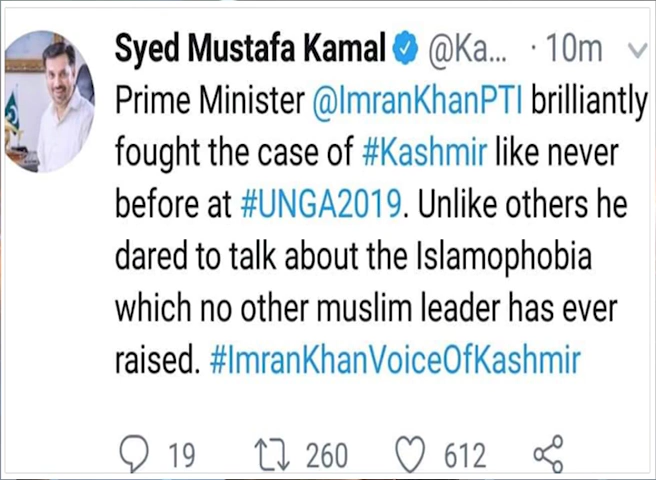 Syed Mustafa Kamal @Ka... · 10m
Prime Minister @ImranKhanPTI brilliantly
fought the case of #Kashmir like never
before at #UNGA2019. Unlike others he
dared to talk about the Islamophobia
which no other muslim leader has ever
raised. #ImranKhanVoiceOfKashmir
19 260 612